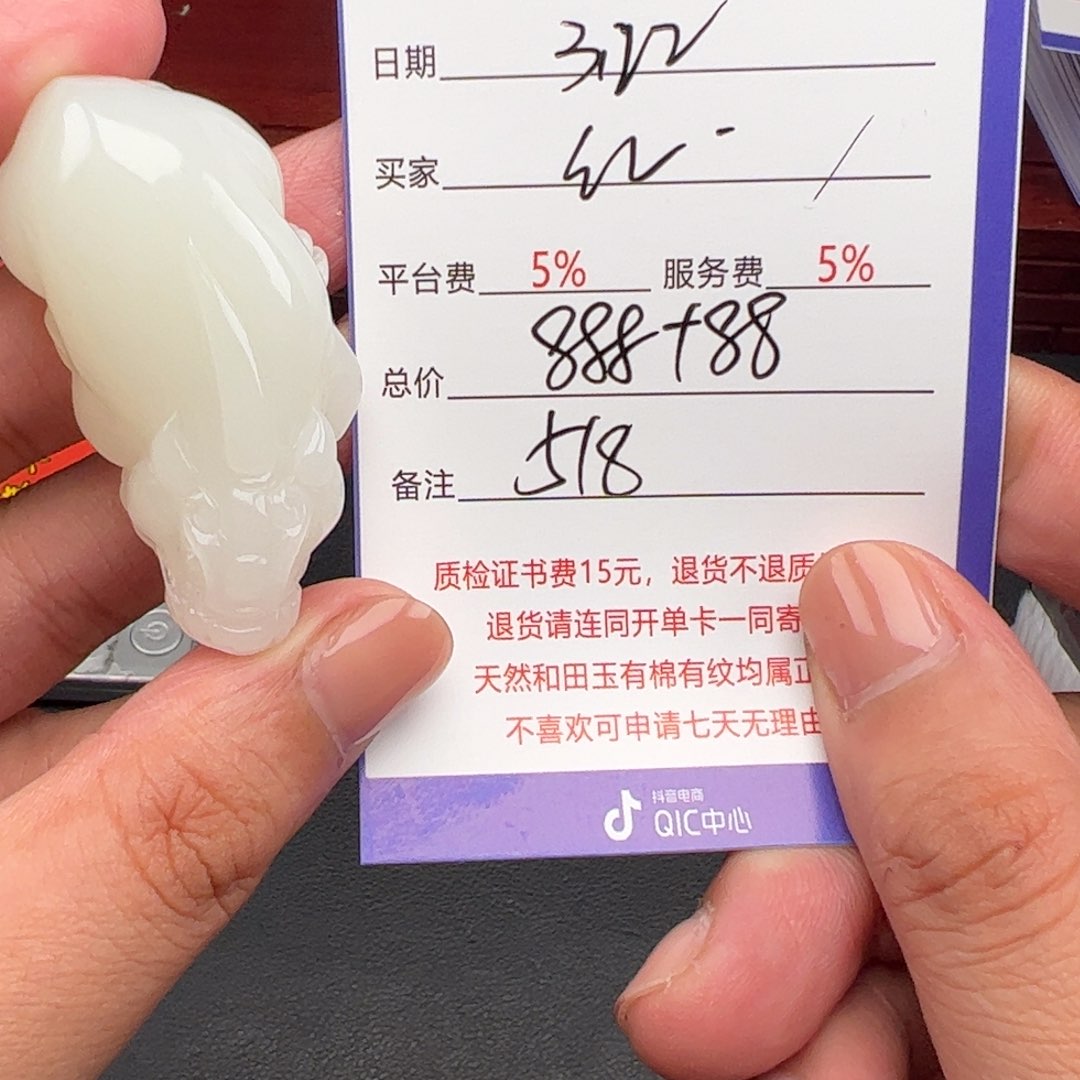 日期 3.22
买家
平台费 5% 服务费 5%
总价 888+88
备注 518
质检证书费15元，退货不退质
退货请连同开单卡一同寄
天然和田玉有棉有纹均属正
不喜欢可申请七天无理由
抖音电商
QIC中心